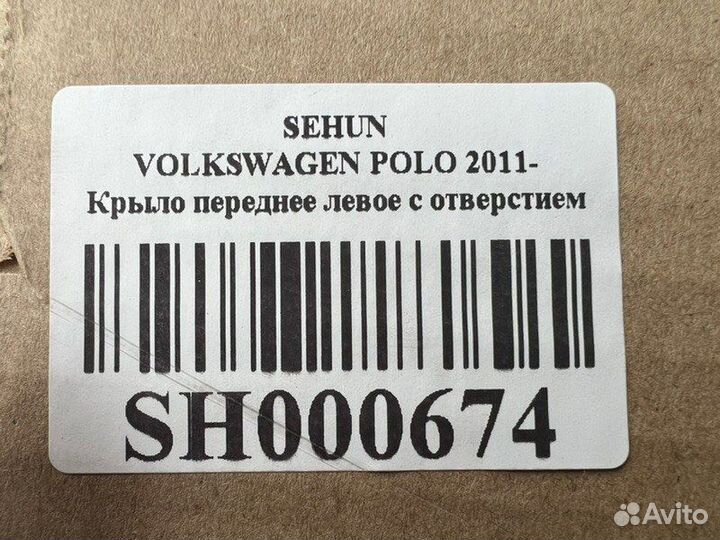 SEHUN
VOLKSWAGEN POLO 2011-
Крыло переднее левое с отверстием
SH000674
Avito